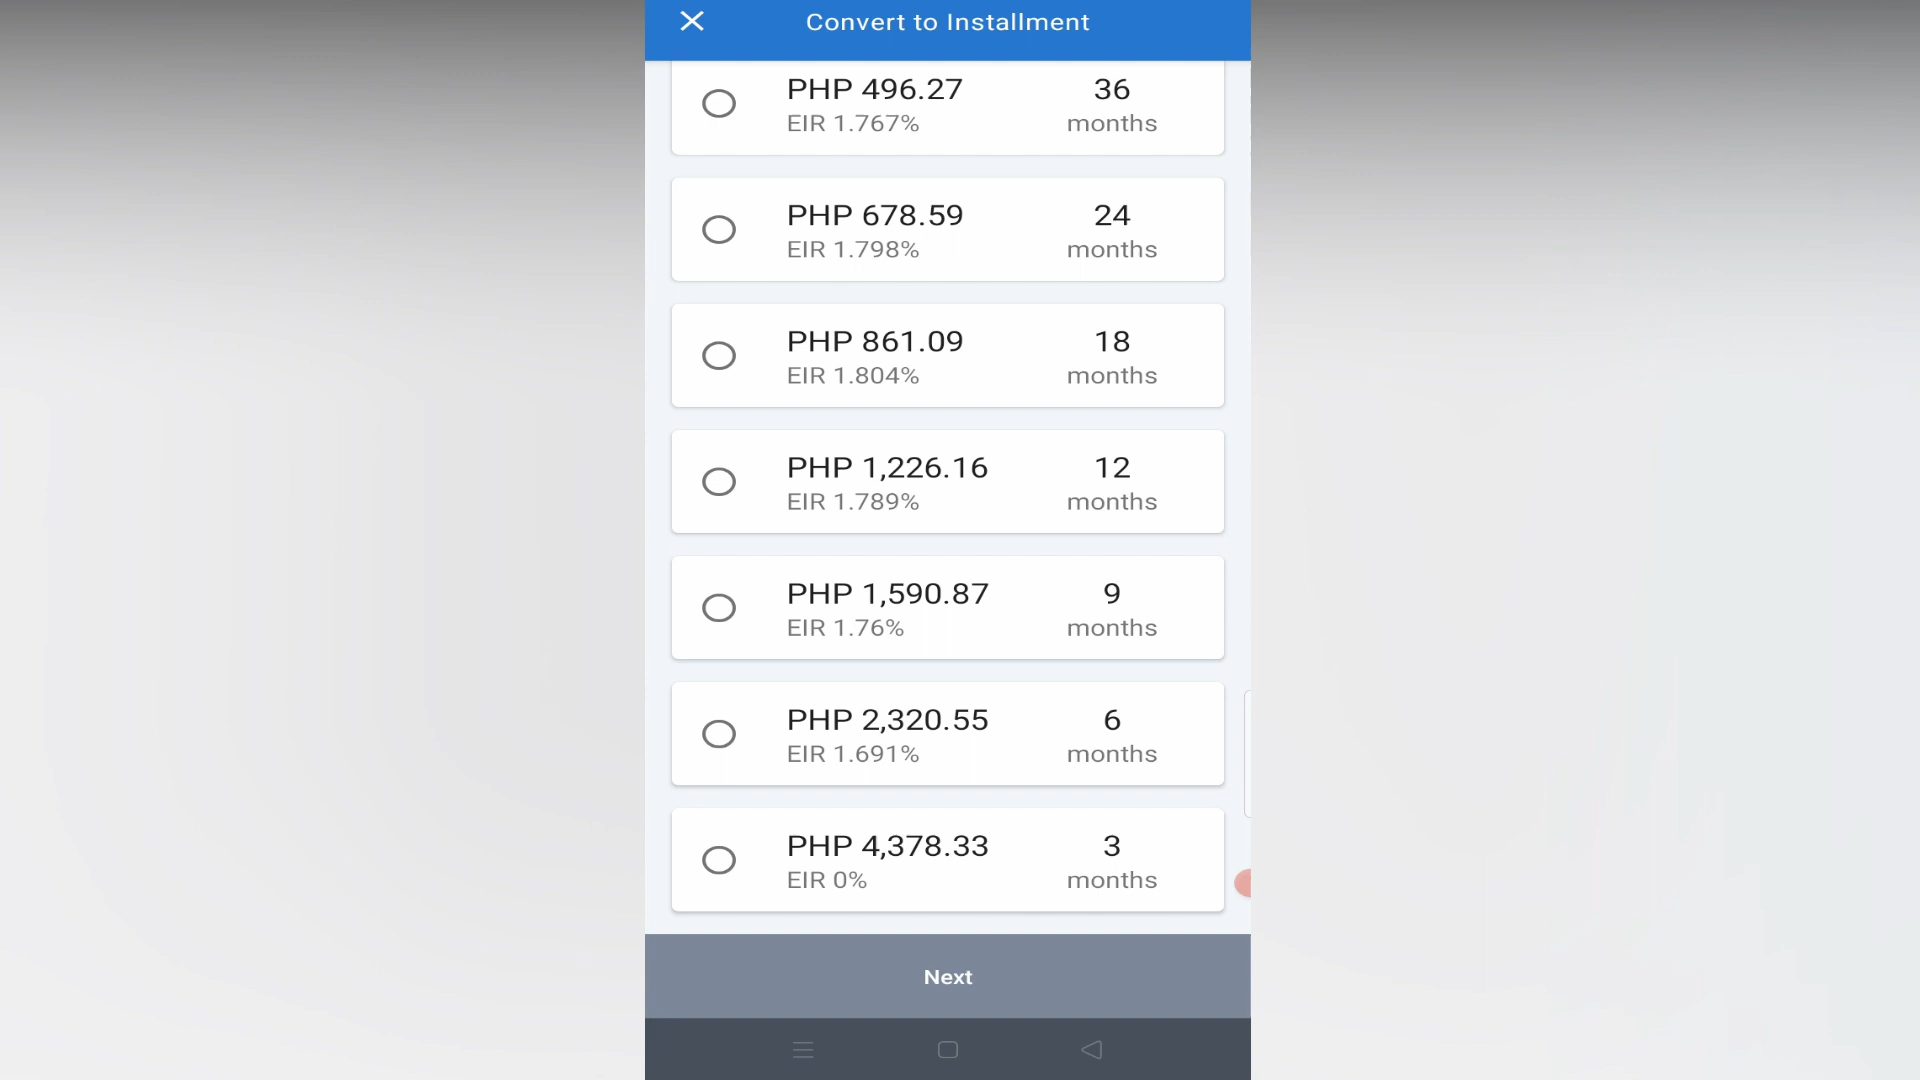 Convert to Installment
PHP 496.27 36
EIR 1.767% months
PHP 678.59 24
EIR 1.798% months
PHP 861.09 18
EIR 1.804% months
PHP 1,226.16 12
EIR 1.789% months
PHP 1,590.87 9
EIR 1.76% months
PHP 2,320.55 6
EIR 1.691% months
PHP 4,378.33 3
EIR 0% months
Next